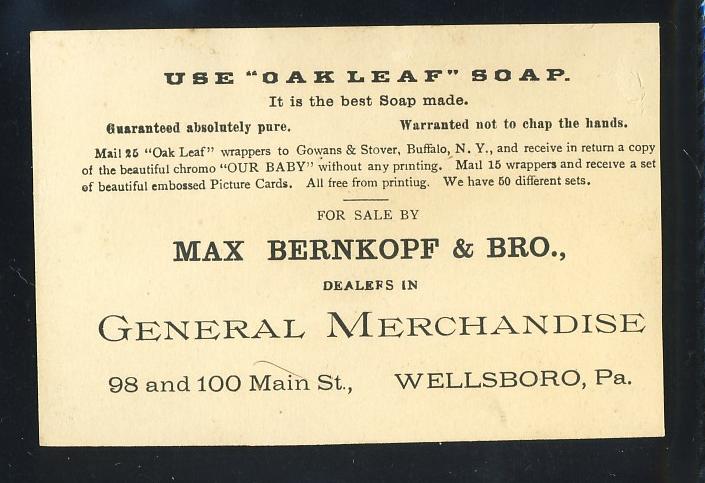 USE "OAK LEAF" SOAP.
It is the best Soap made.
Guaranteed absolutely pure. Warranted not to chap the hands.
Mail 25 "Oak Leaf" wrappers to Gowans & Stover, Buffalo, N. Y., and receive in return a copy
of the beautiful chromo "OUR BABY" without any printing. Mail 15 wrappers and receive a set
of beautiful embossed Picture Cards. All free from printing. We have 50 different sets.
FOR SALE BY
MAX BERNKOPF & BRO.,
DEALERS IN
GENERAL MERCHANDISE
98 and 100 Main St., WELLSBORO, Pa.